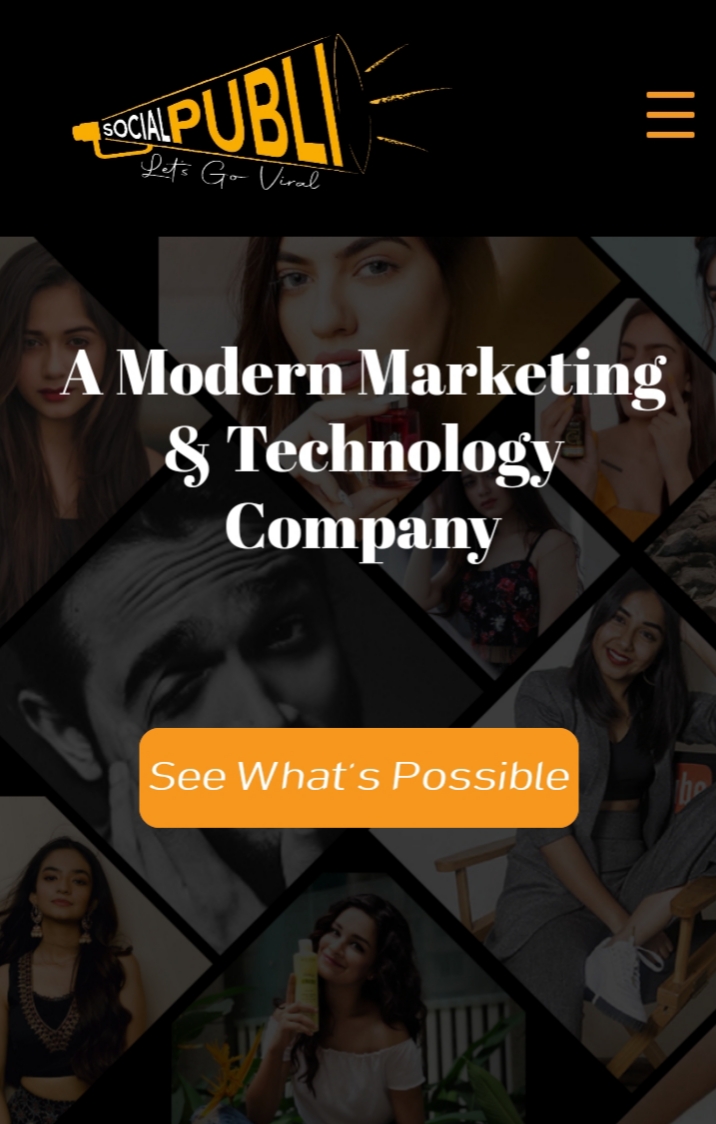 SOCIAL PUBLI
Let's Go Viral
A Modern Marketing
& Technology
Company
See What's Possible